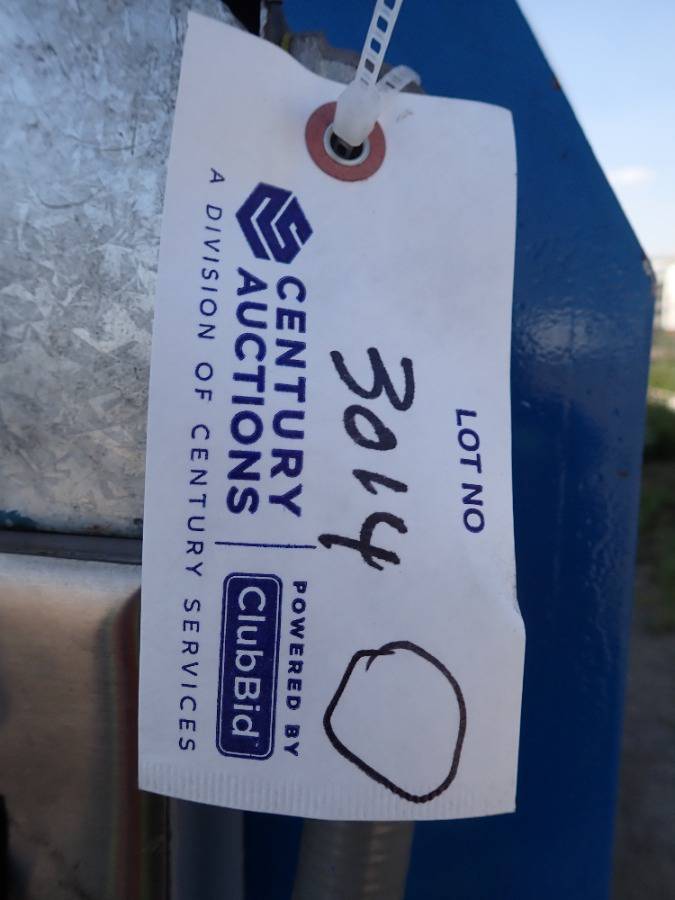 LOT NO
3014
CENTURY
AUCTIONS
POWERED BY
ClubBid
A DIVISION OF CENTURY SERVICES